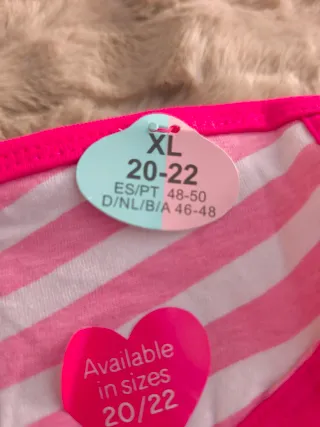 XL
20-22
ES/PT 48-50
D/NL/B/A 46-48
Available
in sizes
20/22